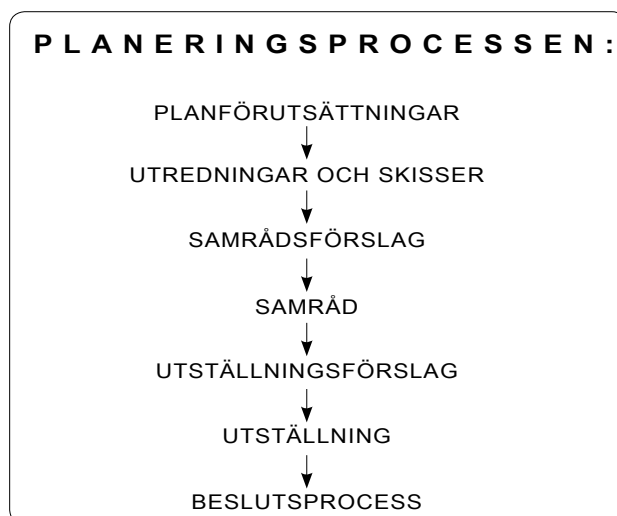 PLANERINGSPROCESSEN:
PLANFÖRUTSÄTTNINGAR
UTREDNINGAR OCH SKISSER
SAMRÅDSFÖRSLAG
SAMRÅD
UTSTÄLLNINGSFÖRSLAG
UTSTÄLLNING
BESLUTSPROCESS